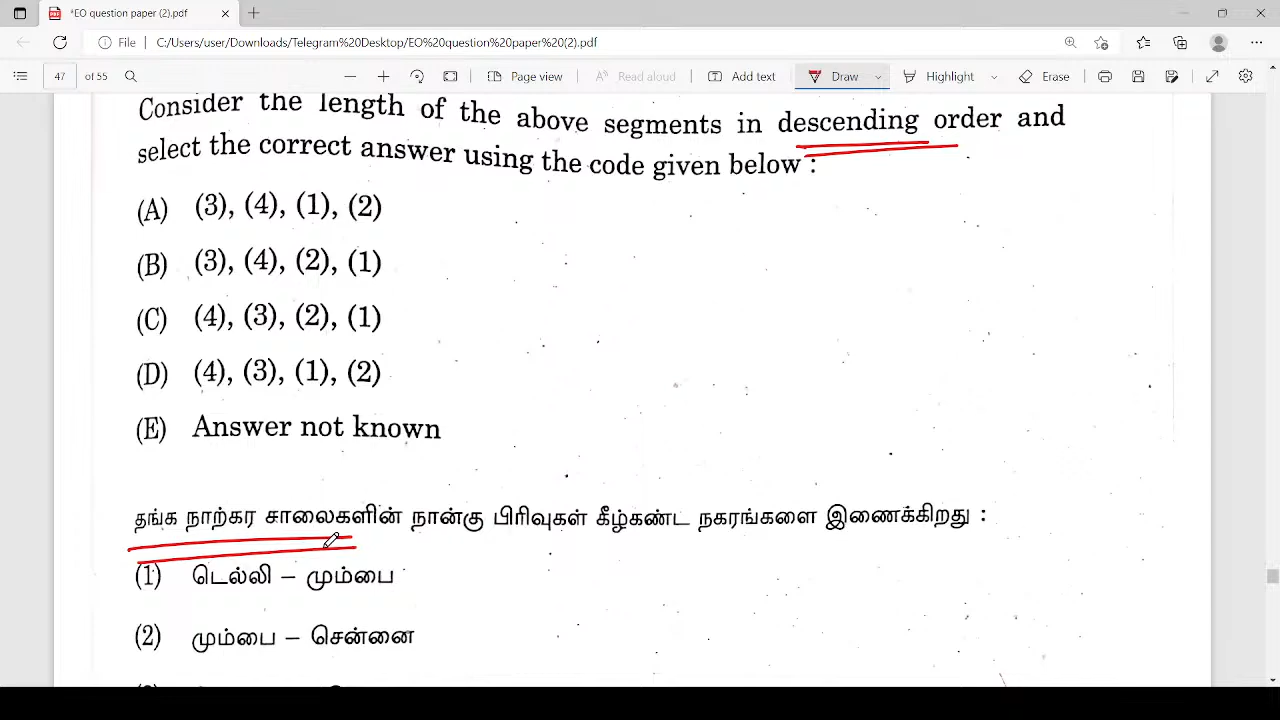 *EO question paper (2).pdf
File C:/Users/user/Downloads/Telegram%20Desktop/EO%20question%20paper%20(2).pdf
47 of 55 Page view Read aloud Add text Draw Highlight Erase
Consider the length of the above segments in descending order and
select the correct answer using the code given below :
(A) (3), (4), (1), (2)
(B) (3), (4), (2), (1)
(C) (4), (3), (2), (1)
(D) (4), (3), (1), (2)
(E) Answer not known
தங்க நாற்கர சாலைகளின் நான்கு பிரிவுகள் கீழ்கண்ட நகரங்களை இணைக்கிறது :
(1) டெல்லி – மும்பை
(2) மும்பை – சென்னை